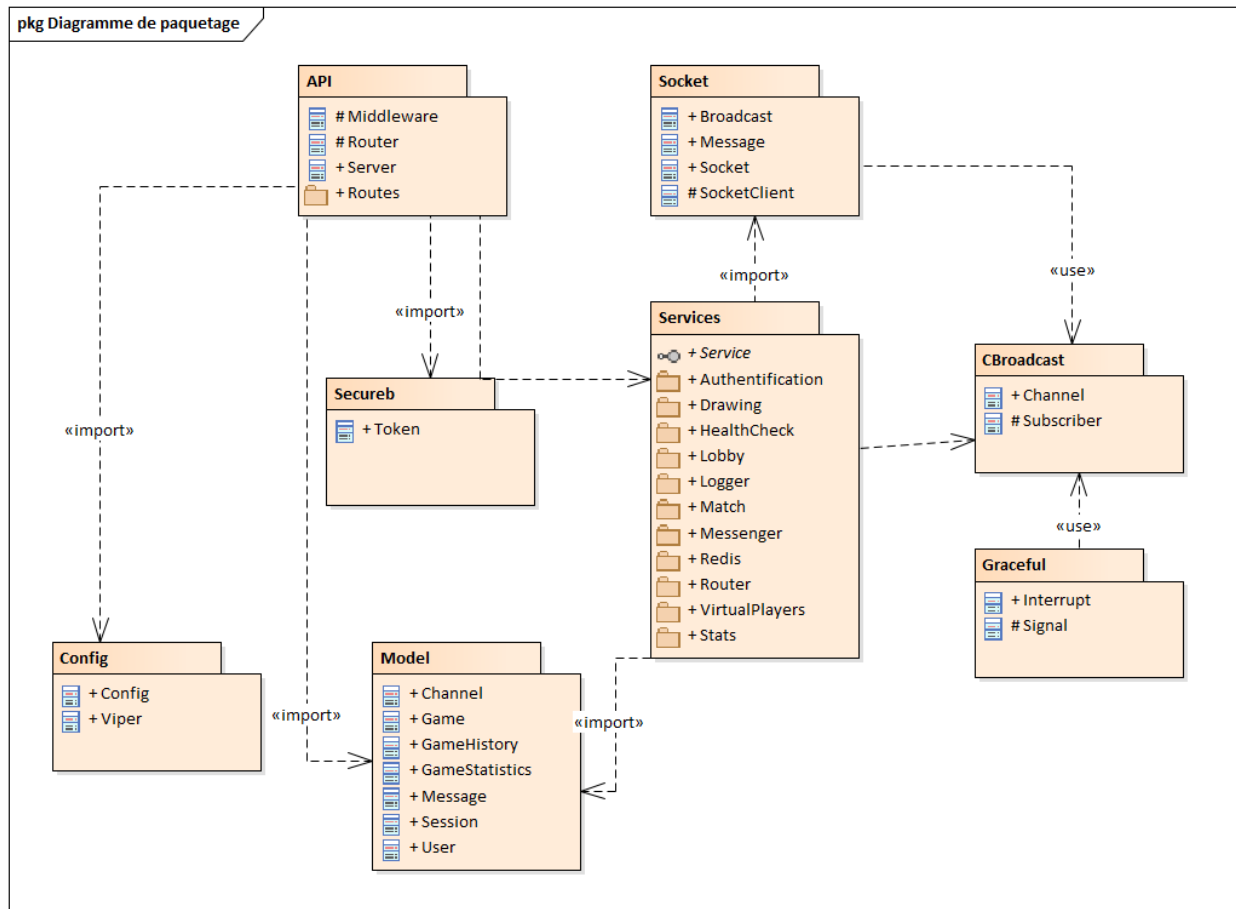 pkg Diagramme de paquetage
API
# Middleware
# Router
+ Server
+ Routes
Socket
+ Broadcast
+ Message
+ Socket
# SocketClient
«import»
«use»
«import»
Services
+ Service
+ Authentification
+ Drawing
+ HealthCheck
+ Lobby
+ Logger
+ Match
+ Messenger
+ Redis
+ Router
+ VirtualPlayers
+ Stats
CBroadcast
+ Channel
# Subscriber
Secureb
+ Token
«import»
«use»
Graceful
+ Interrupt
# Signal
Config
+ Config
+ Viper
«import»
Model
+ Channel
+ Game
+ GameHistory
+ GameStatistics
+ Message
+ Session
+ User
«import»